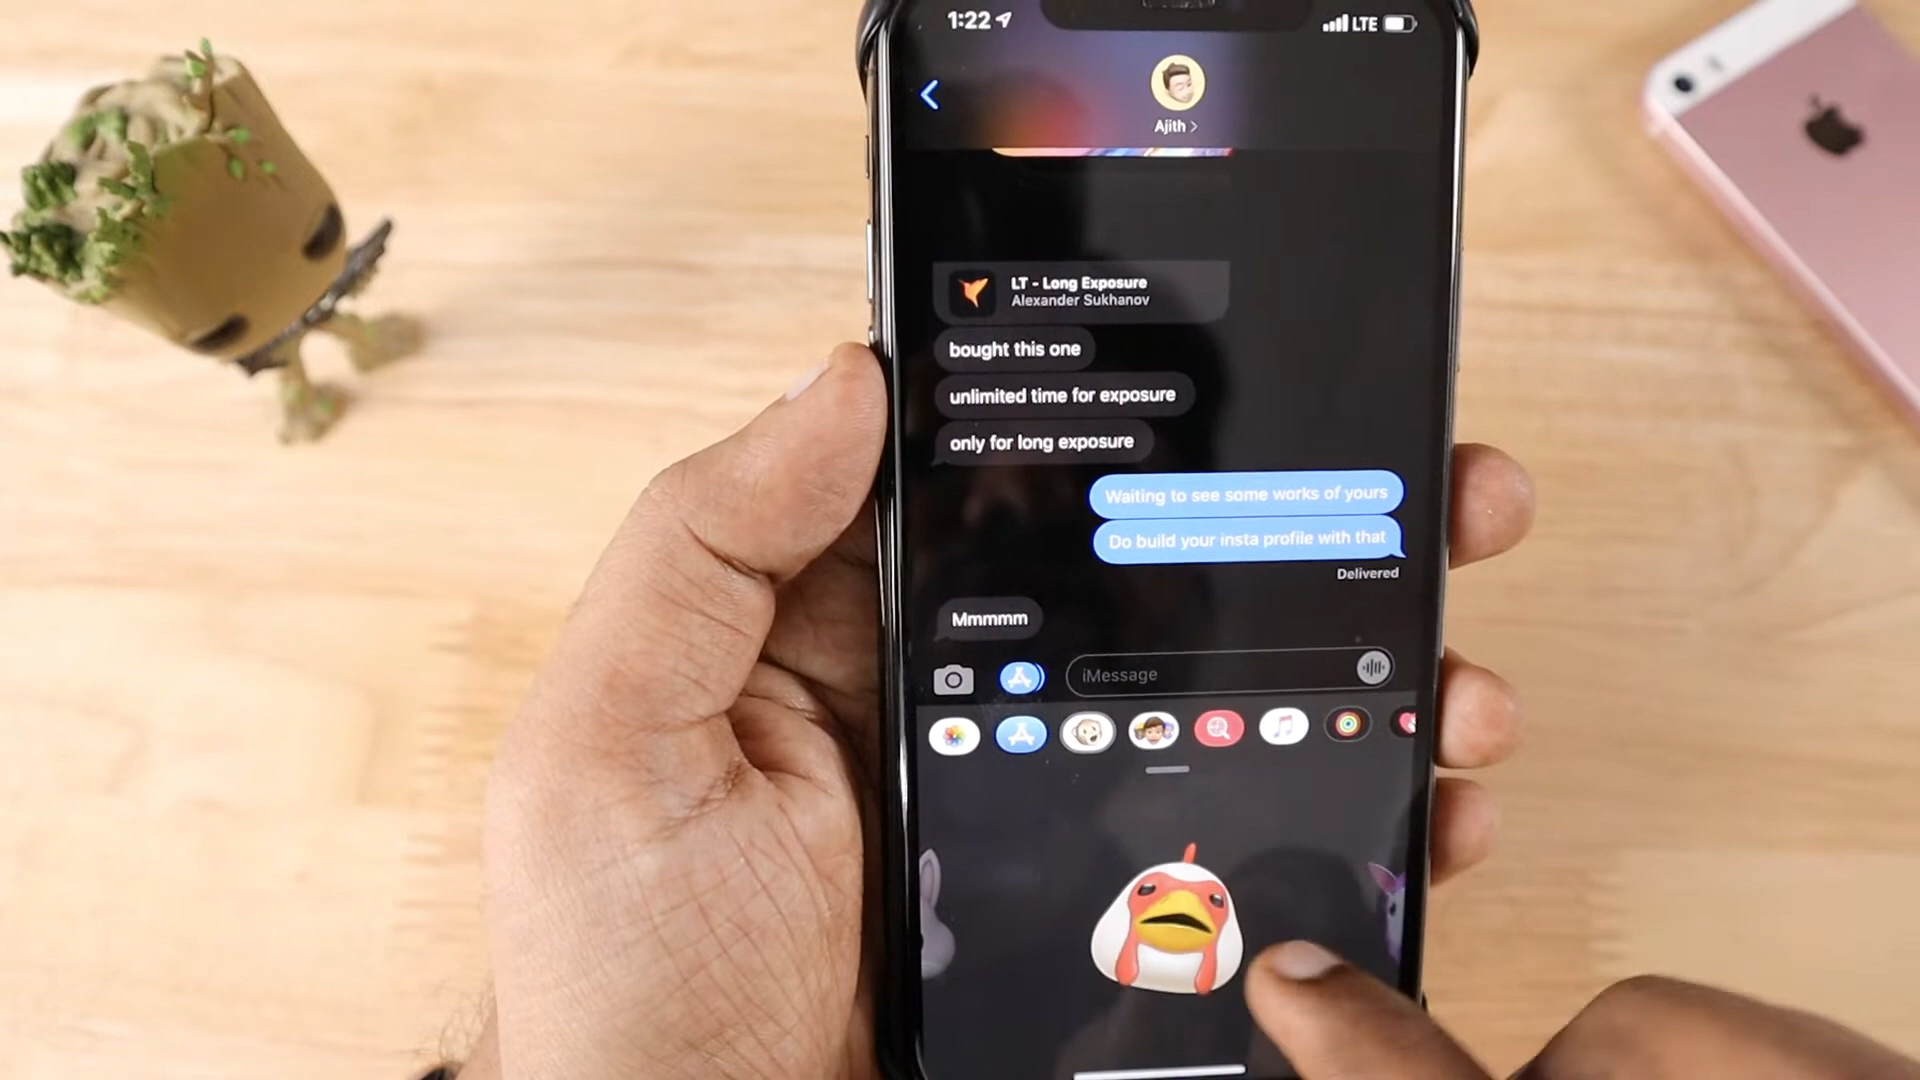 1:22
LTE
Ajith >
LT - Long Exposure
Alexander Sukhanov
bought this one
unlimited time for exposure
only for long exposure
Waiting to see some works of yours
Do build your insta profile with that
Delivered
Mmmmm
iMessage